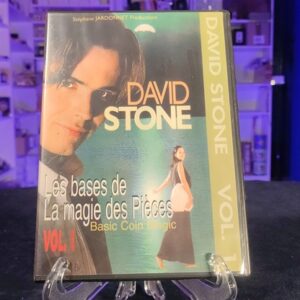 Stéphane JARDONNET Productions
DAVID
STONE
Les bases de
La magie des Pièces
Basic Coin Magic
VOL. 1
DAVID STONE VOL. 1